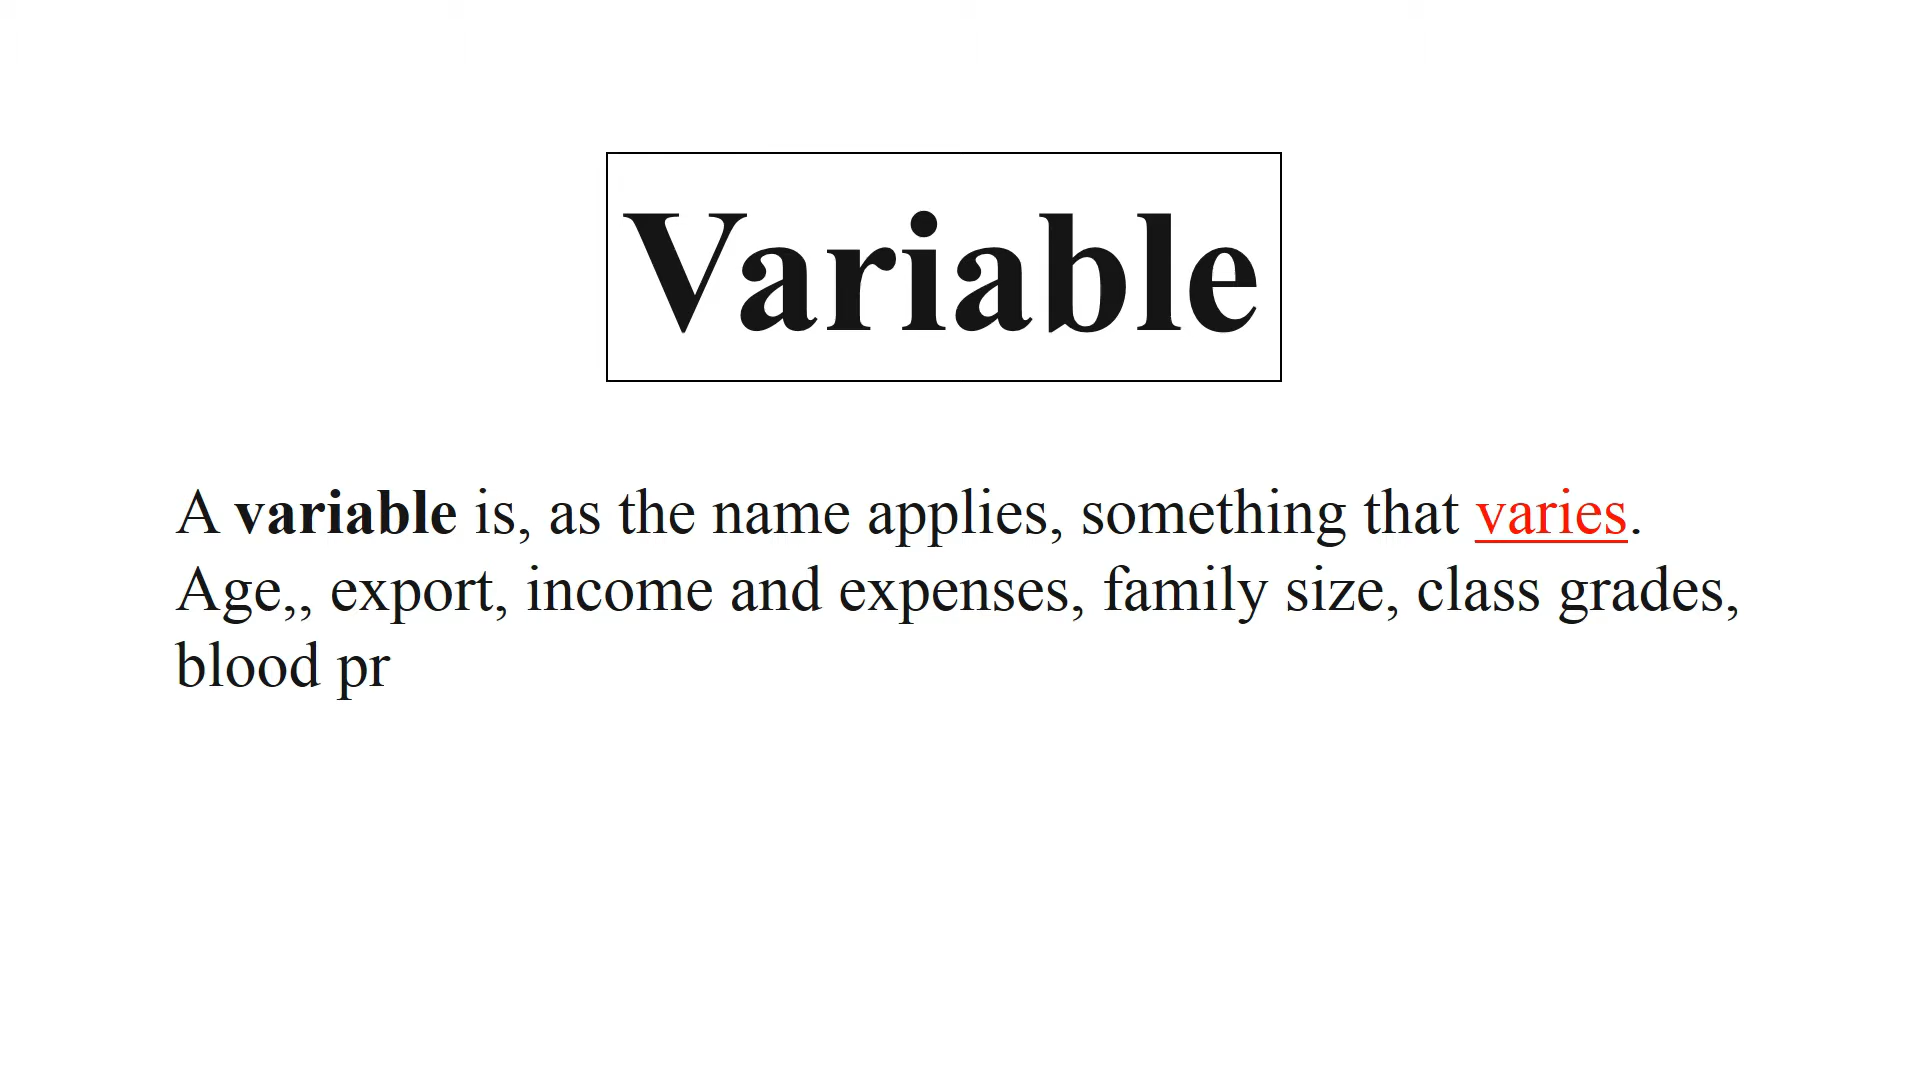 Variable
A variable is, as the name applies, something that varies.
Age,, export, income and expenses, family size, class grades,
blood pr